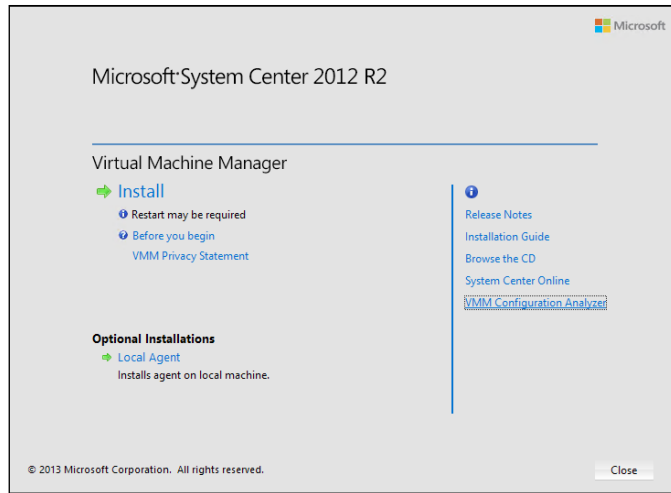 Microsoft
Microsoft System Center 2012 R2
Virtual Machine Manager
Install
Restart may be required
Before you begin
VMM Privacy Statement
Optional Installations
Local Agent
Installs agent on local machine.
Release Notes
Installation Guide
Browse the CD
System Center Online
VMM Configuration Analyzer
© 2013 Microsoft Corporation. All rights reserved.
Close